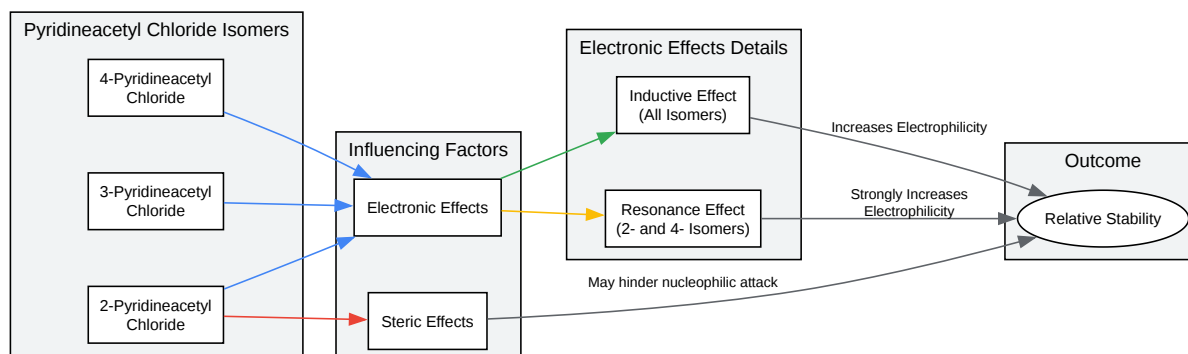 Pyridineacetyl Chloride Isomers
4-Pyridineacetyl
Chloride
3-Pyridineacetyl
Chloride
2-Pyridineacetyl
Chloride
Influencing Factors
Electronic Effects
Steric Effects
Electronic Effects Details
Inductive Effect
(All Isomers)
Resonance Effect
(2- and 4- Isomers)
Increases Electrophilicity
Strongly Increases
Electrophilicity
May hinder nucleophilic attack
Outcome
Relative Stability